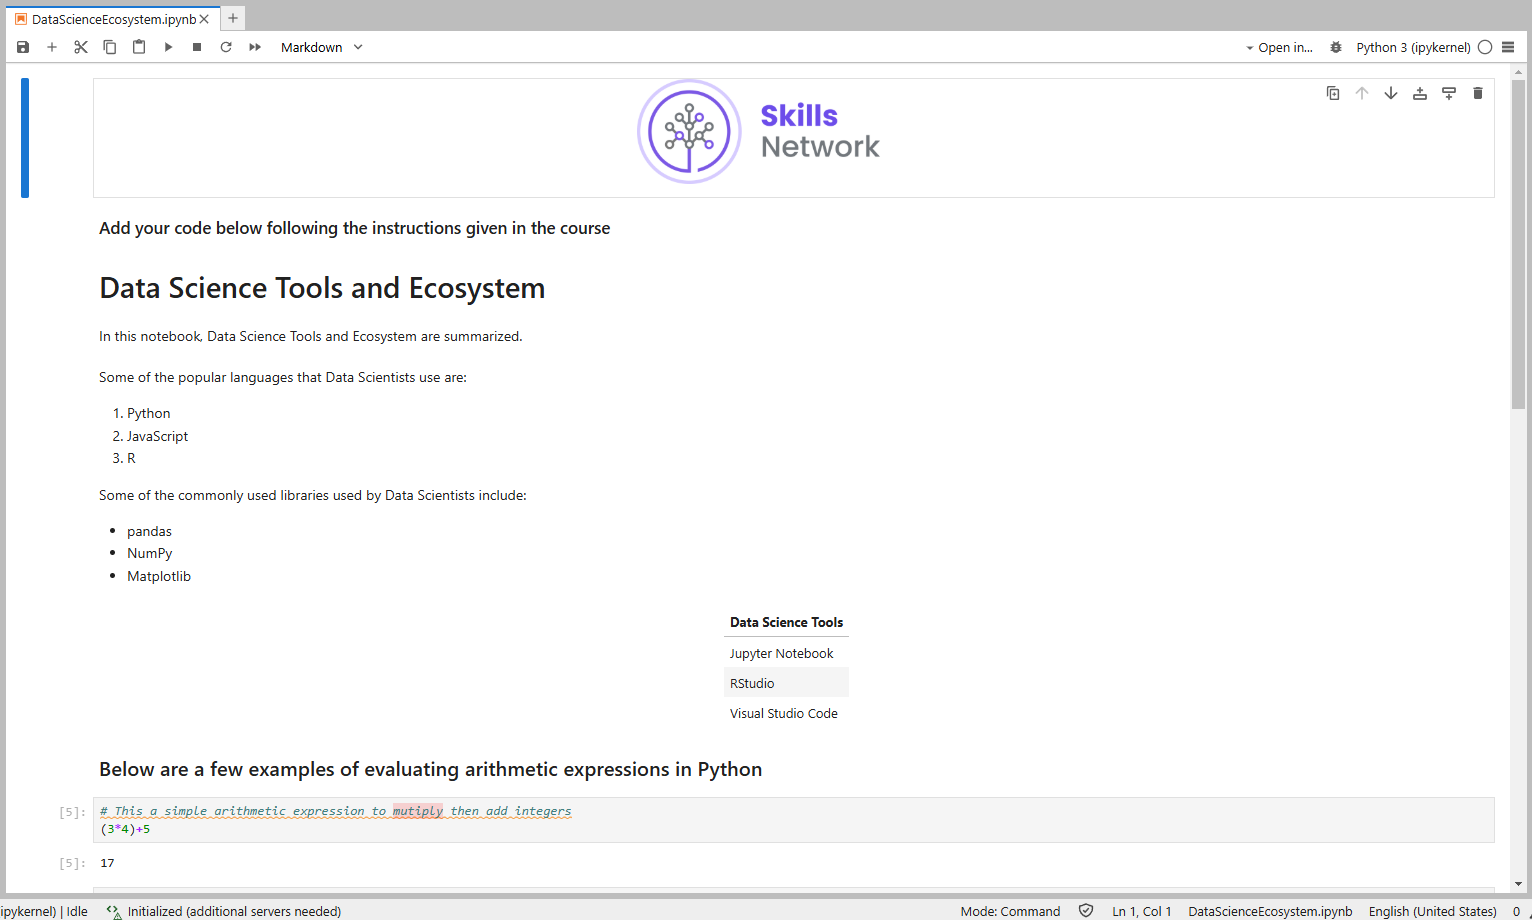 DataScienceEcosystem.ipynb
Markdown
Open in...
Python 3 (ipykernel)
Skills
Network
Add your code below following the instructions given in the course
Data Science Tools and Ecosystem
In this notebook, Data Science Tools and Ecosystem are summarized.
Some of the popular languages that Data Scientists use are:
1. Python
2. JavaScript
3. R
Some of the commonly used libraries used by Data Scientists include:
• pandas
• NumPy
• Matplotlib
Data Science Tools
Jupyter Notebook
RStudio
Visual Studio Code
Below are a few examples of evaluating arithmetic expressions in Python
[5]: # This a simple arithmetic expression to mutiply then add integers
(3*4)+5
[5]: 17
ipykernel) | Idle Initialized (additional servers needed) Mode: Command Ln 1, Col 1 DataScienceEcosystem.ipynb English (United States) 0